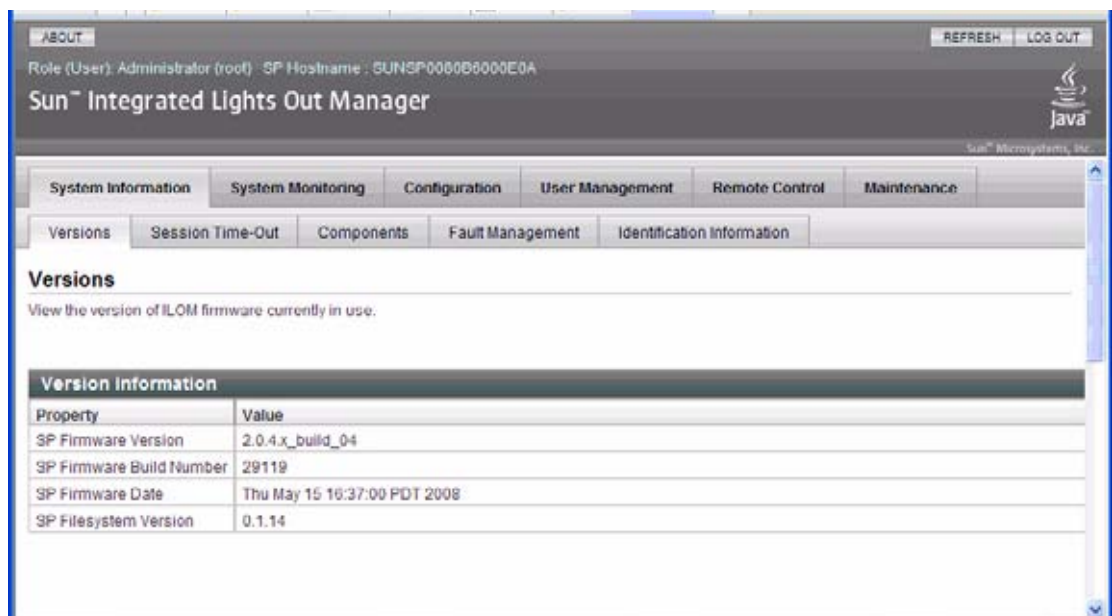 ABOUT
REFRESH LOG OUT
Role (User): Administrator (root) SP Hostname : SUNSP0080B6000E0A
Sun™ Integrated Lights Out Manager
Java
Sun™ Microsystems, Inc.
System Information System Monitoring Configuration User Management Remote Control Maintenance
Versions Session Time-Out Components Fault Management Identification Information
Versions
View the version of ILOM firmware currently in use.
Version Information
Property Value
SP Firmware Version 2.0.4.x_build_04
SP Firmware Build Number 29119
SP Firmware Date Thu May 15 16:37:00 PDT 2008
SP Filesystem Version 0.1.14